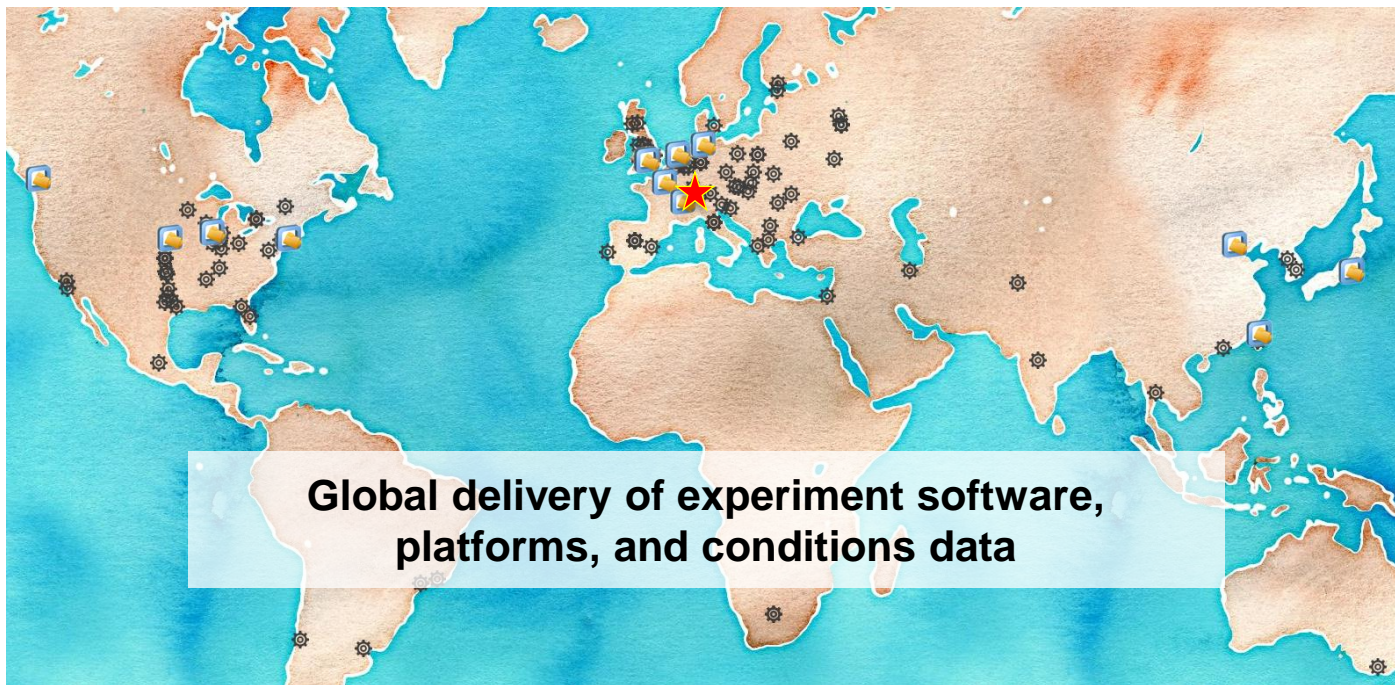 Global delivery of experiment software,
platforms, and conditions data